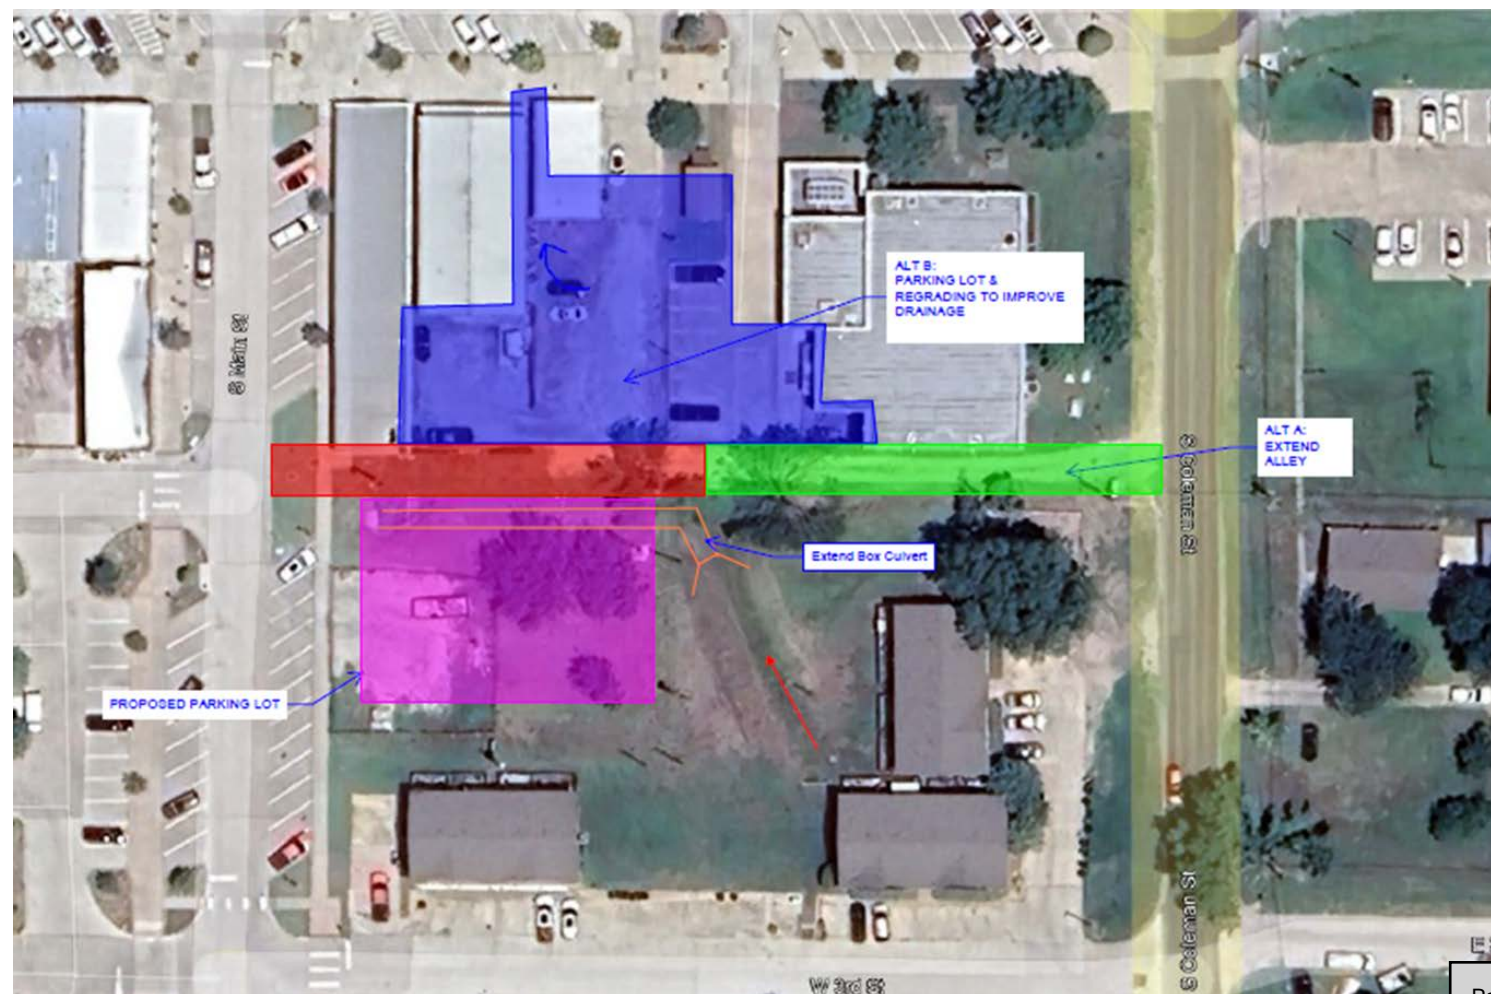 ALT B:
PARKING LOT &
REGRADING TO IMPROVE
DRAINAGE
S Main St
ALT A:
EXTEND
ALLEY
S Coleman St
Extend Box Culvert
PROPOSED PARKING LOT
S Coleman St
W 3rd St